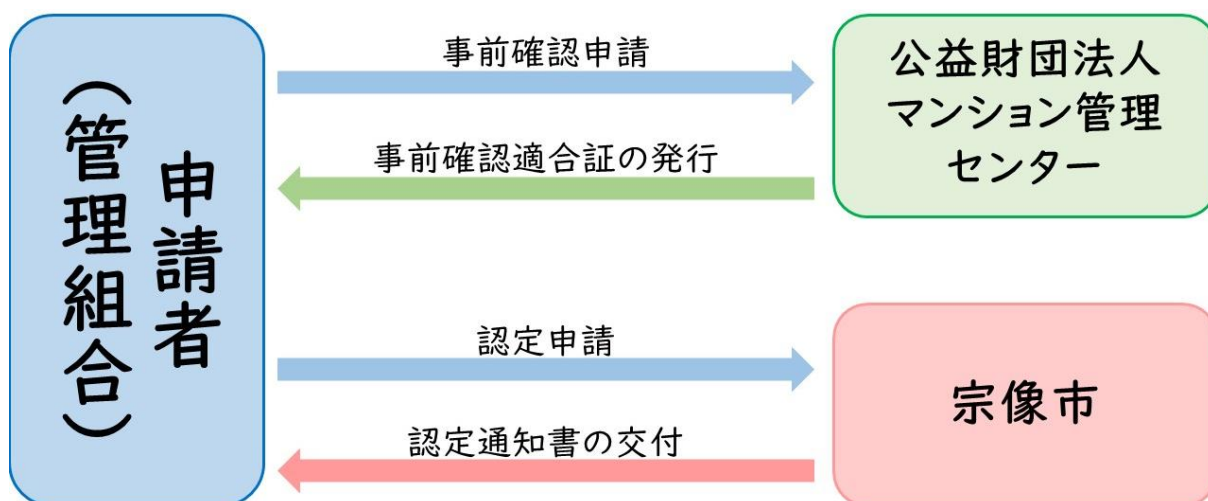 申請者
(管理組合)
事前確認申請
公益財団法人
マンション管理
センター
事前確認適合証の発行
認定申請
宗像市
認定通知書の交付